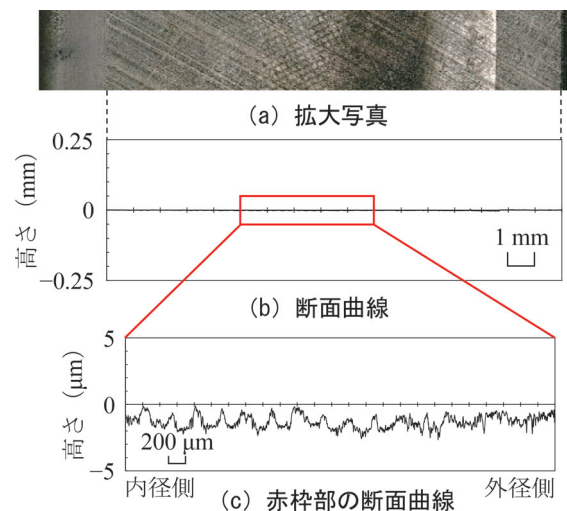 (a) 拡大写真
0.25
0
−0.25
高さ (mm)
1 mm
(b) 断面曲線
5
0
−5
高さ (μm)
200 μm
内径側
外径側
(c) 赤枠部の断面曲線